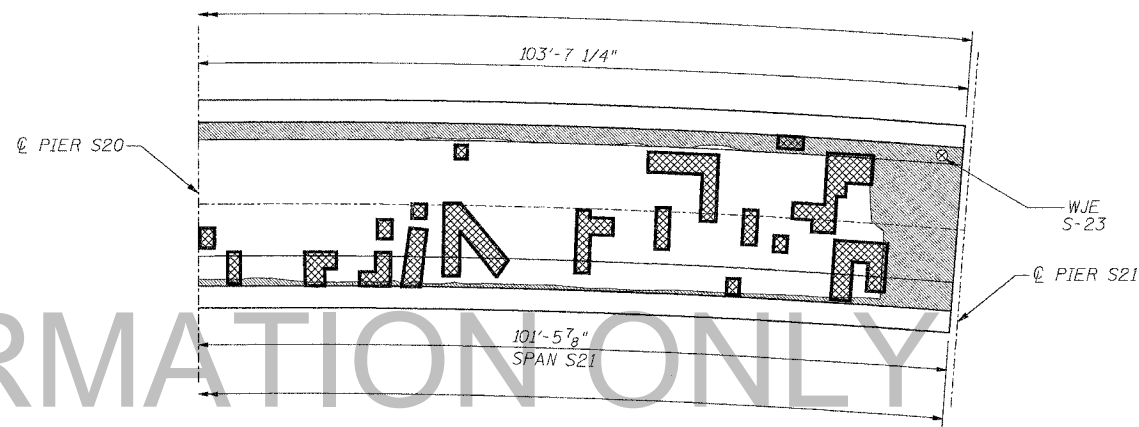 103'-7 1/4"
℄ PIER S20
WJE
S-23
℄ PIER S21
101'-5 7/8"
SPAN S21
RMATION ONLY